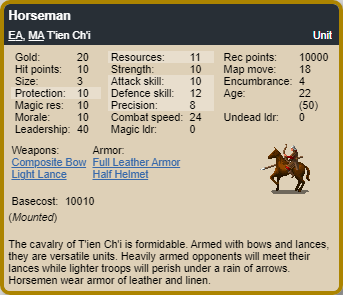 Horseman
EA, MA T'ien Ch'i Unit
Gold: 20 Resources: 11 Rec points: 10000
Hit points: 10 Strength: 10 Map move: 18
Size: 3 Attack skill: 10 Encumbrance: 4
Protection: 10 Defence skill: 12 Age: 22
Magic res: 10 Precision: 8 (50)
Morale: 10 Combat speed: 24 Undead ldr: 0
Leadership: 40 Magic ldr: 0
Weapons: Armor:
Composite Bow Full Leather Armor
Light Lance Half Helmet
Basecost: 10010
(Mounted)
The cavalry of T'ien Ch'i is formidable. Armed with bows and lances,
they are versatile units. Heavily armed opponents will meet their
lances while lighter troops will perish under a rain of arrows.
Horsemen wear armor of leather and linen.